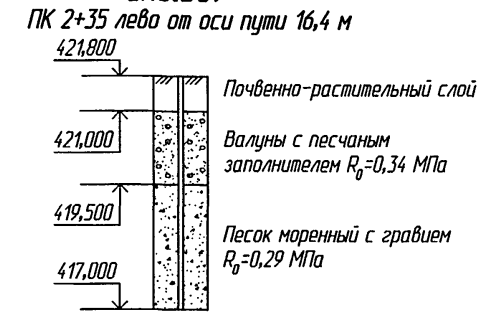 ПК 2+35 лево от оси пути 16,4 м
421,800
Почвенно-растительный слой
421,000
Валуны с песчаным
заполнителем R₀=0,34 МПа
419,500
Песок моренный с гравием
R₀=0,29 МПа
417,000